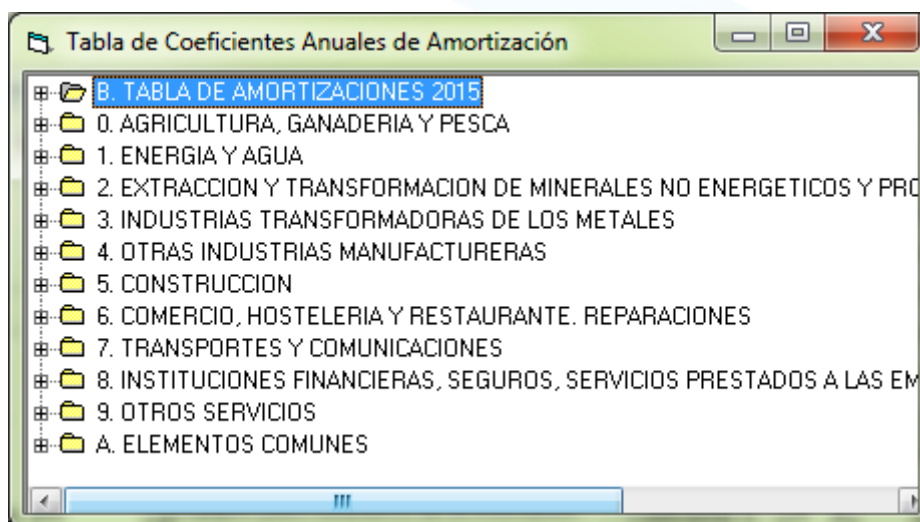 Tabla de Coeficientes Anuales de Amortización
B. TABLA DE AMORTIZACIONES 2015
0. AGRICULTURA, GANADERIA Y PESCA
1. ENERGIA Y AGUA
2. EXTRACCION Y TRANSFORMACION DE MINERALES NO ENERGETICOS Y PRO
3. INDUSTRIAS TRANSFORMADORAS DE LOS METALES
4. OTRAS INDUSTRIAS MANUFACTURERAS
5. CONSTRUCCION
6. COMERCIO, HOSTELERIA Y RESTAURANTE. REPARACIONES
7. TRANSPORTES Y COMUNICACIONES
8. INSTITUCIONES FINANCIERAS, SEGUROS, SERVICIOS PRESTADOS A LAS EM
9. OTROS SERVICIOS
A. ELEMENTOS COMUNES